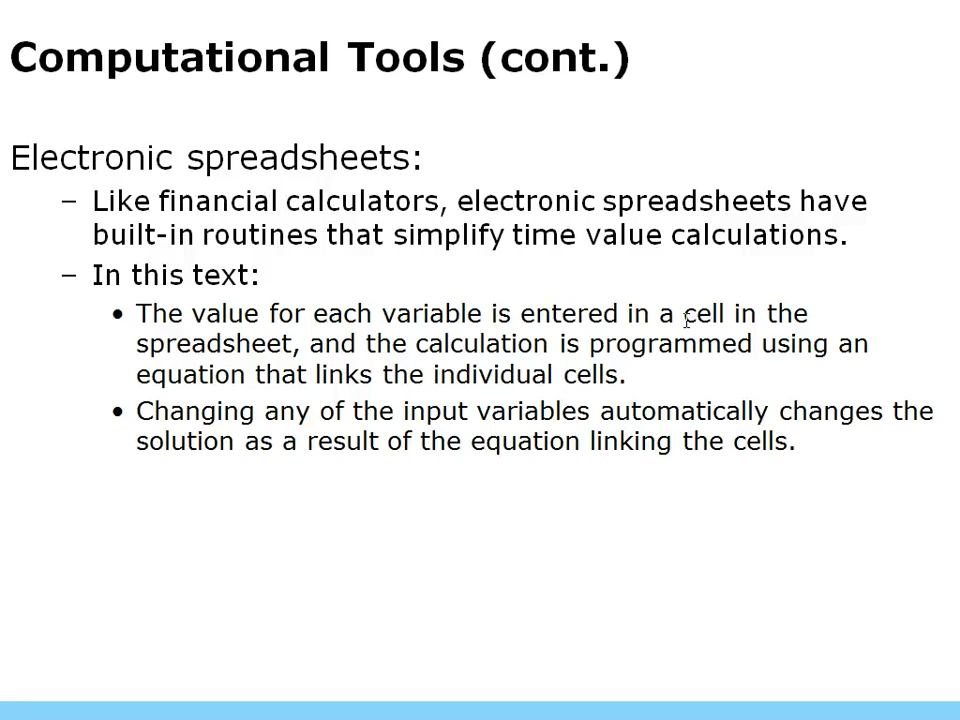 Computational Tools (cont.)
Electronic spreadsheets:
– Like financial calculators, electronic spreadsheets have
built-in routines that simplify time value calculations.
– In this text:
• The value for each variable is entered in a cell in the
spreadsheet, and the calculation is programmed using an
equation that links the individual cells.
• Changing any of the input variables automatically changes the
solution as a result of the equation linking the cells.